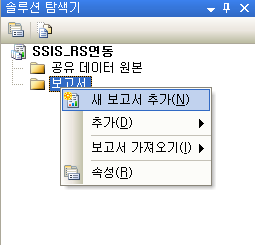 솔루션 탐색기
SSIS_RS연동
공유 데이터 원본
보고서
새 보고서 추가(N)
추가(D)
보고서 가져오기(I)
속성(R)